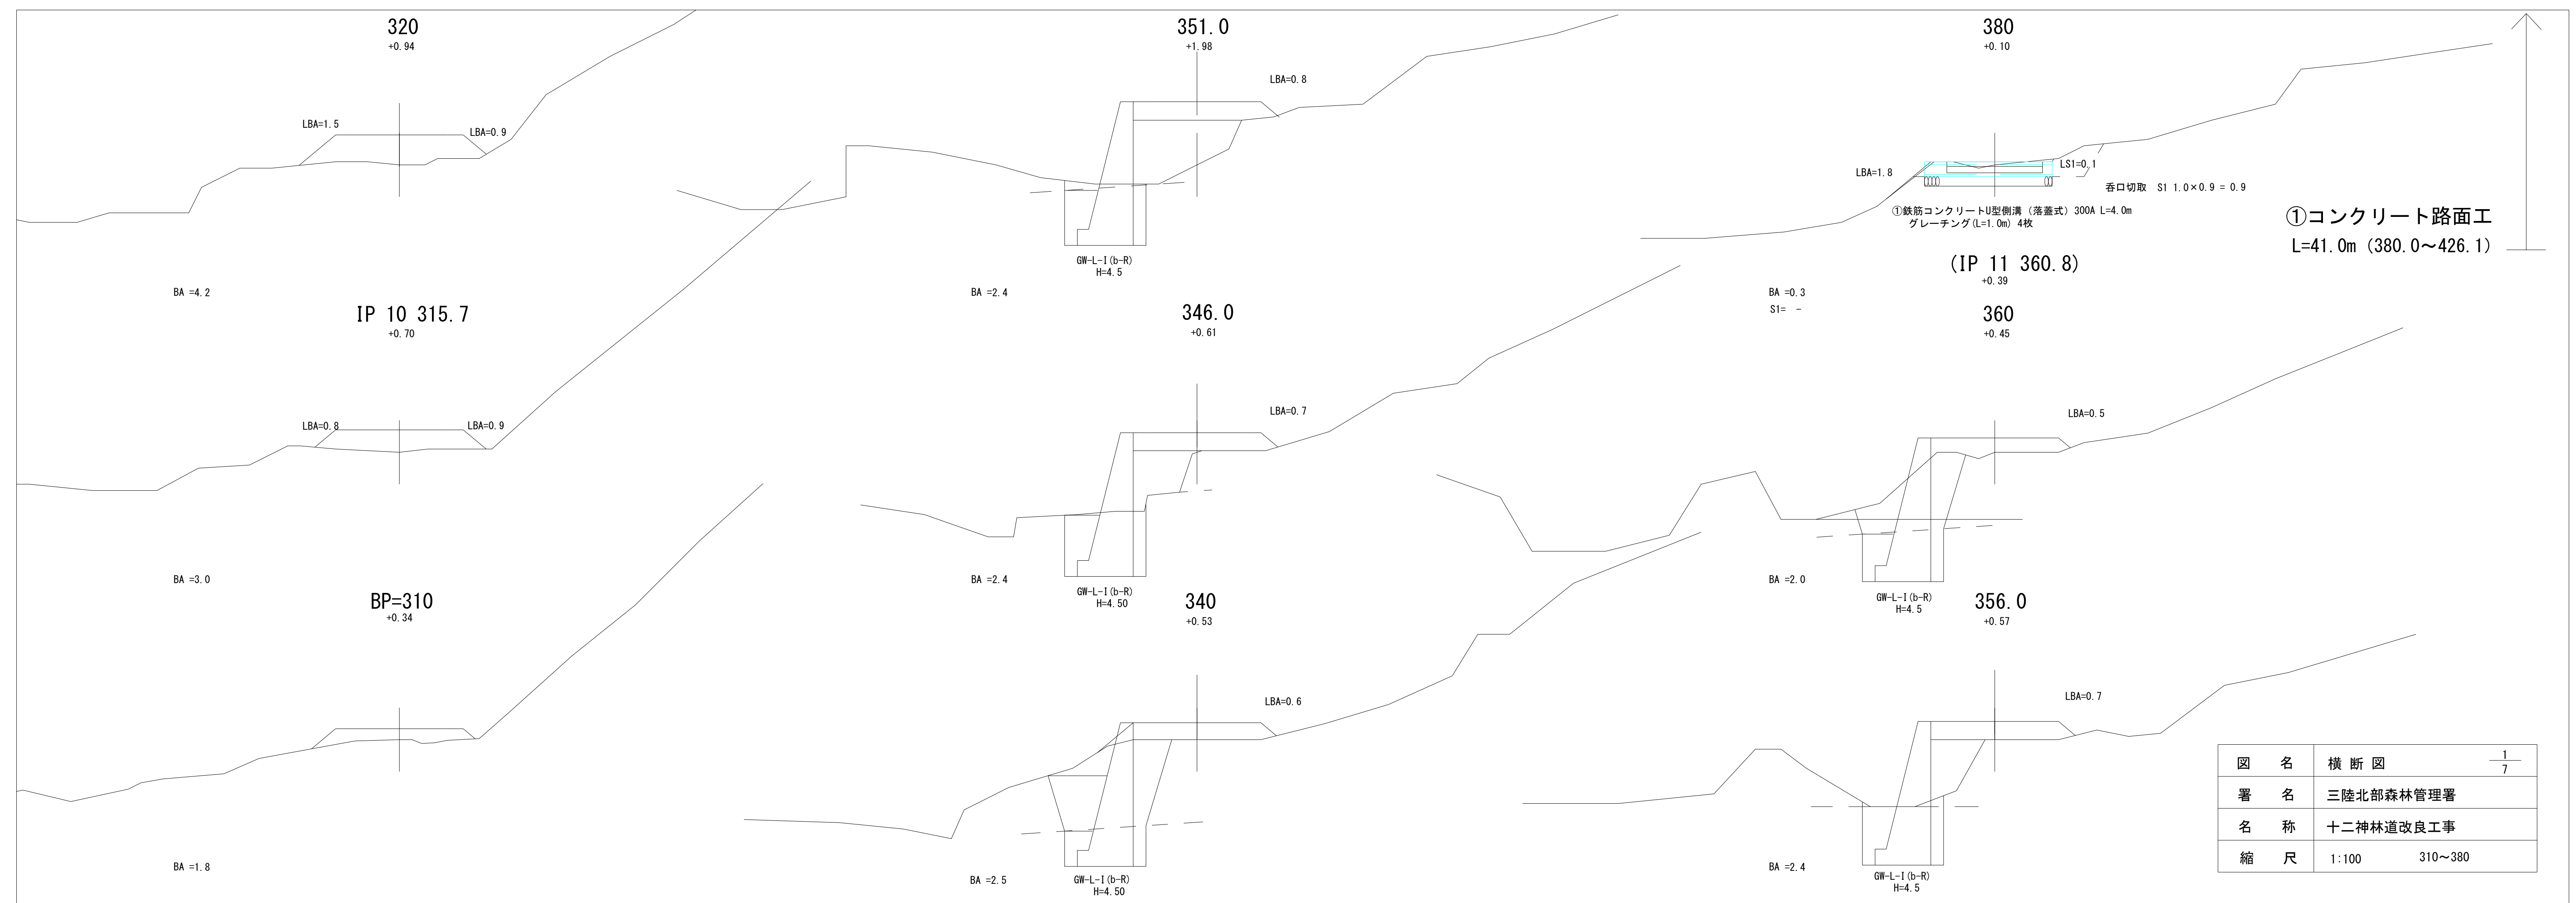 320
+0.94
LBA=1.5
LBA=0.9
BA =4.2
IP 10 315.7
+0.70
LBA=0.8
LBA=0.9
BA =3.0
BP=310
+0.34
BA =1.8
351.0
+1.98
LBA=0.8
GW-L-I(b-R)
H=4.5
BA =2.4
346.0
+0.61
LBA=0.7
GW-L-I(b-R)
H=4.50
BA =2.4
340
+0.53
LBA=0.6
GW-L-I(b-R)
H=4.50
BA =2.5
380
+0.10
LBA=1.8
LS1=0.1
呑口切取 S1 1.0×0.9 = 0.9
①鉄筋コンクリートU型側溝（落蓋式）300A L=4.0m
グレーチング(L=1.0m) 4枚
(IP 11 360.8)
+0.39
BA =0.3
S1= -
360
+0.45
LBA=0.5
GW-L-I(b-R)
H=4.5
BA =2.0
356.0
+0.57
LBA=0.7
GW-L-I(b-R)
H=4.5
BA =2.4
①コンクリート路面工
L=41.0m（380.0～426.1）
図 名 横 断 図 1/7
署 名 三陸北部森林管理署
名 称 十二神林道改良工事
縮 尺 1:100 310～380